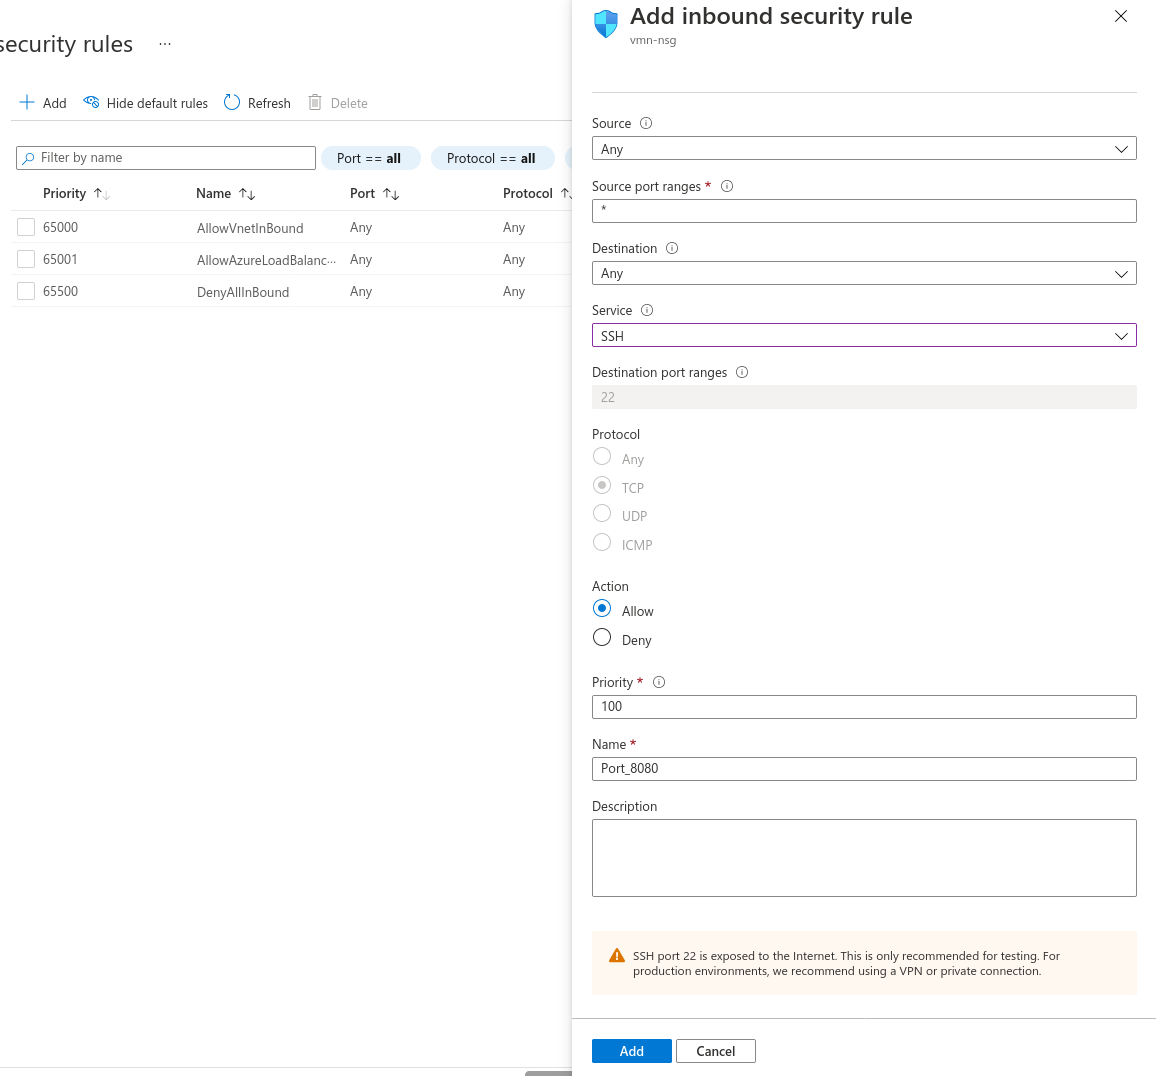 security rules ...
Add Hide default rules Refresh Delete
Filter by name Port == all Protocol == all
Priority Name Port Protocol
65000 AllowVnetInBound Any Any
65001 AllowAzureLoadBalanc... Any Any
65500 DenyAllInBound Any Any
Add inbound security rule
vmn-nsg
Source
Any
Source port ranges *
*
Destination
Any
Service
SSH
Destination port ranges
22
Protocol
Any
TCP
UDP
ICMP
Action
Allow
Deny
Priority *
100
Name *
Port_8080
Description
SSH port 22 is exposed to the Internet. This is only recommended for testing. For
production environments, we recommend using a VPN or private connection.
Add Cancel